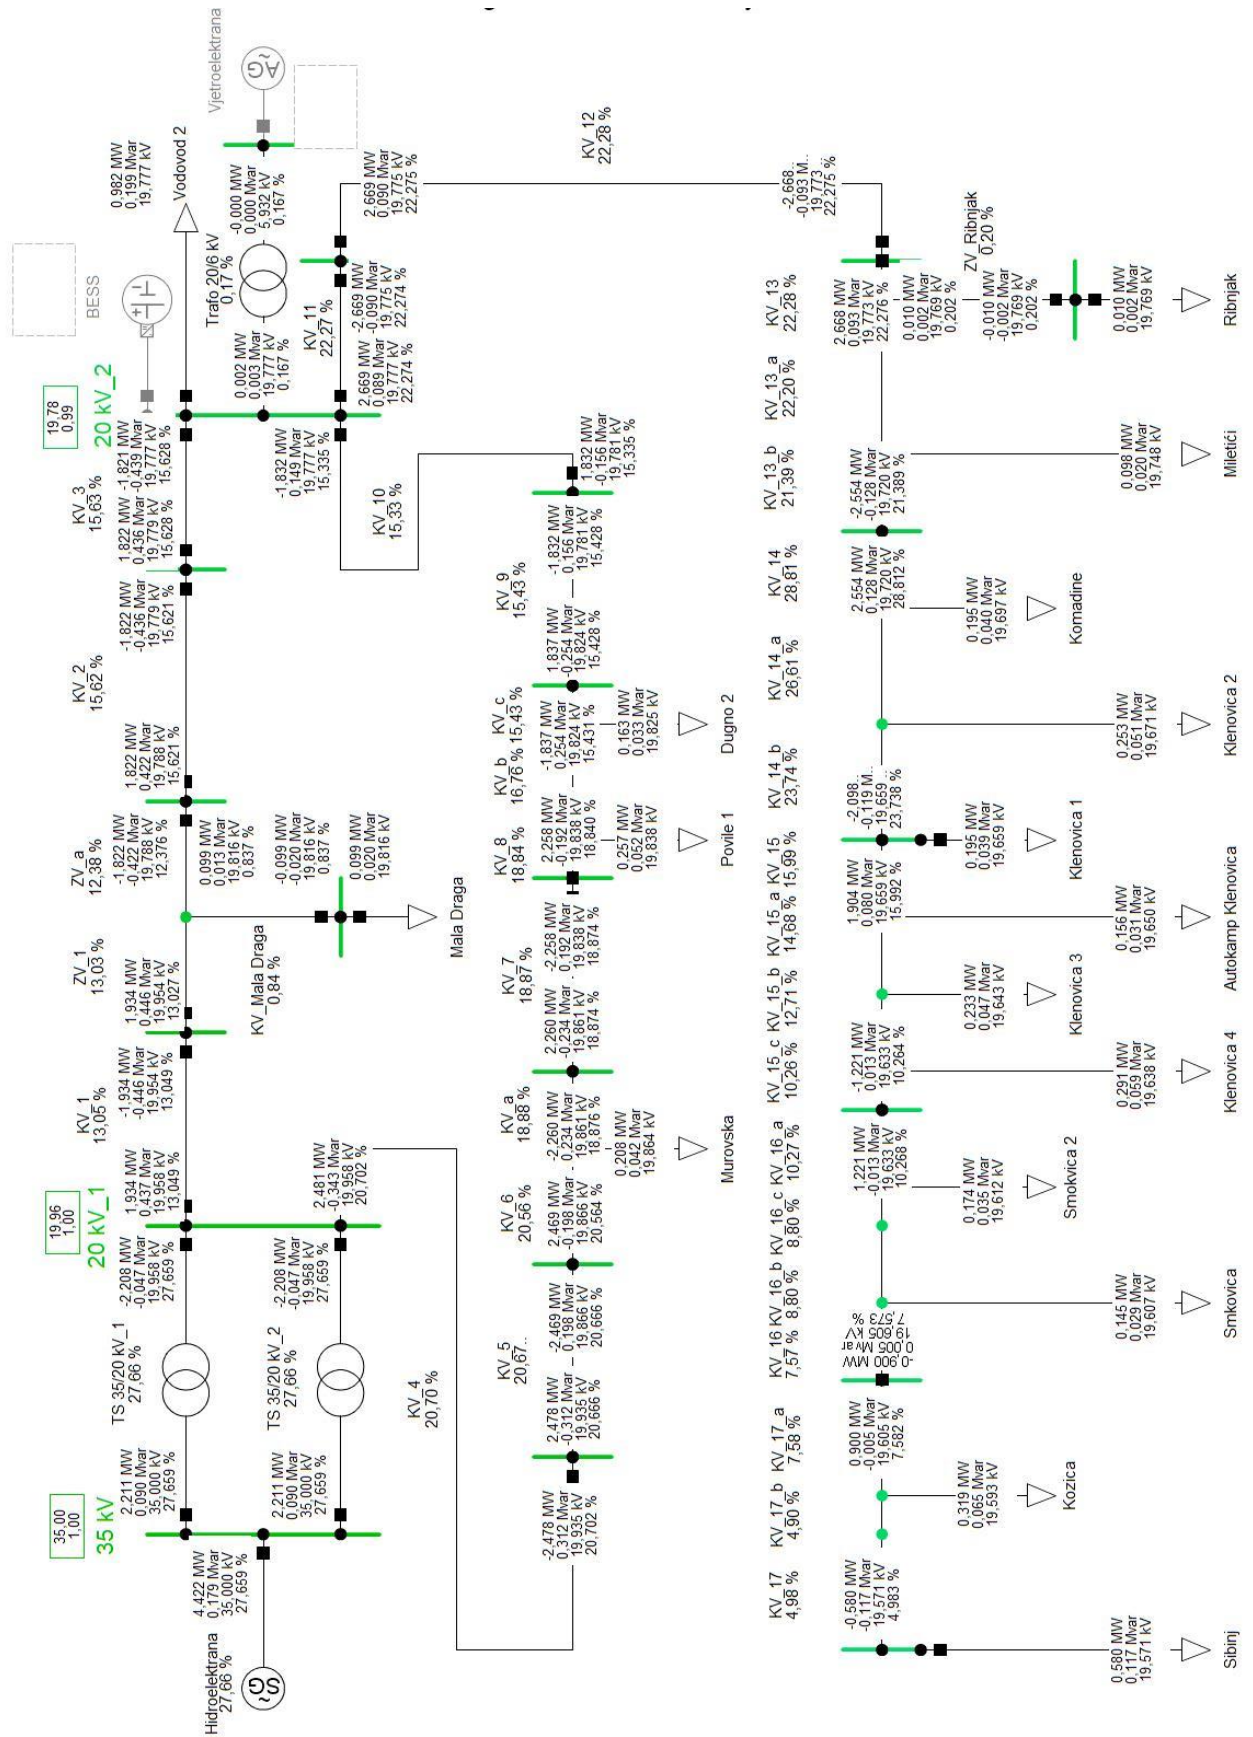 35,00
1,00
35 kV
19,96
1,00
20 kV_1
19,78
0,99
20 kV_2
BESS
Hidroelektrana
27,66 %
SG
~
4,422 MW
0,179 Mvar
35,000 kV
27,659 %
2,211 MW
0,090 Mvar
35,000 kV
27,659 %
TS 35/20 kV_1
27,66 %
-2,208 MW
-0,047 Mvar
19,958 kV
27,659 %
1,934 MW
0,437 Mvar
19,958 kV
13,049 %
KV_1
13,05 %
-1,934 MW
-0,446 Mvar
19,954 kV
13,049 %
1,934 MW
0,446 Mvar
19,954 kV
13,027 %
ZV_1
13,03 %
ZV_a
12,38 %
-1,822 MW
-0,422 Mvar
19,788 kV
12,376 %
1,822 MW
0,422 Mvar
19,788 kV
15,621 %
KV_2
15,62 %
-1,822 MW
-0,436 Mvar
19,779 kV
15,621 %
1,822 MW
0,436 Mvar
19,779 kV
15,628 %
KV_3
15,63 %
-1,821 MW
-0,439 Mvar
19,777 kV
15,628 %
0,982 MW
0,199 Mvar
19,777 kV
Vodovod 2
2,211 MW
0,090 Mvar
35,000 kV
27,659 %
TS 35/20 kV_2
27,66 %
-2,208 MW
-0,047 Mvar
19,958 kV
27,659 %
2,481 MW
-0,343 Mvar
19,958 kV
20,702 %
KV_Mala Draga
0,84 %
0,099 MW
0,013 Mvar
19,816 kV
0,837 %
-0,099 MW
-0,020 Mvar
19,816 kV
0,837 %
0,099 MW
0,020 Mvar
19,816 kV
Mala Draga
0,002 MW
0,003 Mvar
19,777 kV
0,167 %
Trafo 20/6 kV
0,17 %
-0,000 MW
0,000 Mvar
5,932 kV
0,167 %
Vjetroelektrana
AG
~
-1,832 MW
0,149 Mvar
19,777 kV
15,335 %
2,669 MW
0,089 Mvar
19,777 kV
22,274 %
KV_11
22,27 %
-2,669 MW
-0,090 Mvar
19,775 kV
22,274 %
2,669 MW
0,090 Mvar
19,775 kV
22,275 %
KV_4
20,70 %
KV_10
15,33 %
KV_12
22,28 %
-2,478 MW
0,312 Mvar
19,935 kV
20,702 %
2,478 MW
-0,312 Mvar
19,935 kV
20,666 %
KV_5
20,67..
-2,469 MW
0,198 Mvar
19,866 kV
20,666 %
2,469 MW
-0,198 Mvar
19,866 kV
20,564 %
KV_6
20,56 %
KV_a
18,88 %
-2,260 MW
0,234 Mvar
19,861 kV
18,876 %
2,260 MW
-0,234 Mvar
19,861 kV
18,874 %
KV_7
18,87 %
-2,258 MW
0,192 Mvar
19,838 kV
18,874 %
KV_8
18,84 %
2,258 MW
-0,192 Mvar
19,838 kV
18,840 %
KV_b
16,76 %
KV_c
15,43 %
-1,837 MW
0,254 Mvar
19,824 kV
15,431 %
1,837 MW
-0,254 Mvar
19,824 kV
15,428 %
KV_9
15,43 %
-1,832 MW
0,156 Mvar
19,781 kV
15,428 %
1,832 MW
-0,156 Mvar
19,781 kV
15,335 %
0,208 MW
0,042 Mvar
19,864 kV
Murovska
0,257 MW
0,052 Mvar
19,838 kV
Povile 1
0,163 MW
0,033 Mvar
19,825 kV
Dugno 2
KV_17
4,98 %
KV_17_b
4,90 %
KV_17_a
7,58 %
KV_16
7,57 %
KV_16_b
8,80 %
KV_16_c
8,80 %
KV_16_a
10,27 %
KV_15_c
10,26 %
KV_15_b
12,71 %
KV_15_a
14,68 %
KV_15
15,99 %
KV_14_b
23,74 %
KV_14_a
26,61 %
KV_14
28,81 %
KV_13_b
21,39 %
KV_13_a
22,20 %
KV_13
22,28 %
-0,580 MW
-0,117 Mvar
19,571 kV
4,983 %
0,900 MW
-0,005 Mvar
19,605 kV
7,582 %
-0,900 MW
0,005 Mvar
19,605 kV
7,573 %
1,221 MW
-0,013 Mvar
19,633 kV
10,268 %
-1,221 MW
0,013 Mvar
19,633 kV
10,264 %
1,904 MW
0,080 Mvar
19,659 kV
15,992 %
-2,098..
-0,119 M..
19,659 ..
23,738 %
2,554 MW
0,128 Mvar
19,720 kV
28,812 %
-2,554 MW
-0,128 Mvar
19,720 kV
21,389 %
2,668 MW
0,093 Mvar
19,773 kV
22,276 %
-2,668..
-0,093 M..
19,773 ..
22,275 %
0,010 MW
0,002 Mvar
19,769 kV
0,202 %
ZV_Ribnjak
0,20 %
-0,010 MW
-0,002 Mvar
19,769 kV
0,202 %
0,319 MW
0,065 Mvar
19,593 kV
Kozica
0,174 MW
0,035 Mvar
19,612 kV
Smokvica 2
0,233 MW
0,047 Mvar
19,643 kV
Klenovica 3
0,195 MW
0,039 Mvar
19,659 kV
Klenovica 1
0,195 MW
0,040 Mvar
19,697 kV
Komadine
0,580 MW
0,117 Mvar
19,571 kV
Sibinj
0,145 MW
0,029 Mvar
19,607 kV
Smkovica
0,291 MW
0,059 Mvar
19,638 kV
Klenovica 4
0,156 MW
0,031 Mvar
19,650 kV
Autokamp Klenovica
0,253 MW
0,051 Mvar
19,671 kV
Klenovica 2
0,098 MW
0,020 Mvar
19,748 kV
Miletići
0,010 MW
0,002 Mvar
19,769 kV
Ribnjak